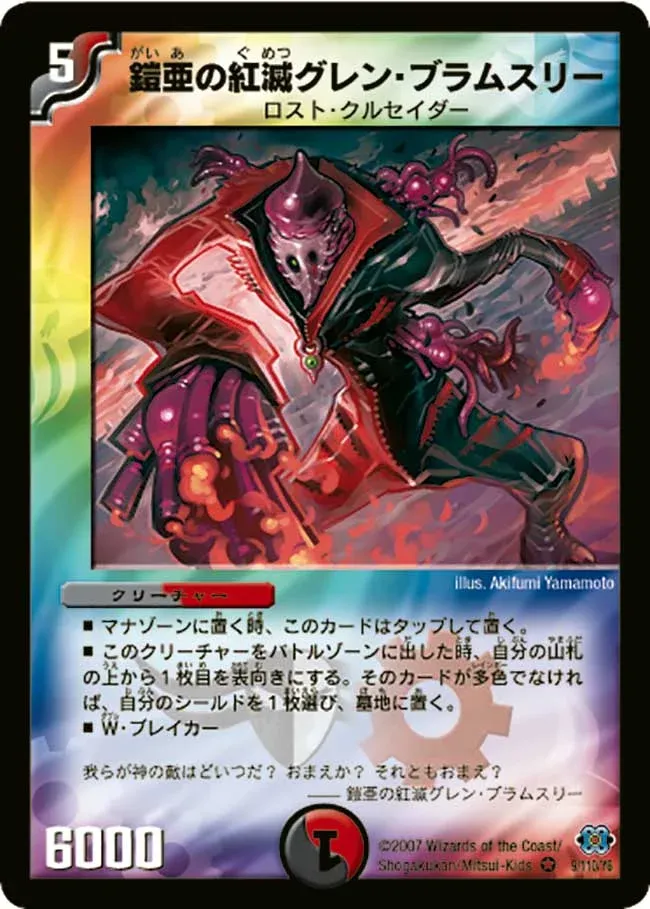 5
がいあ ぐめつ
鎧亜の紅滅グレン・ブラムスリー
ロスト・クルセイダー
illus. Akifumi Yamamoto
クリーチャー
■ マナゾーンに置く時、このカードはタップして置く。
■ このクリーチャーをバトルゾーンに出した時、自分の山札
の上から1枚目を表向きにする。そのカードが多色でなけれ
ば、自分のシールドを1枚選び、墓地に置く。
■ W・ブレイカー
我らが神の敵はどいつだ? おまえか? それともおまえ?
―― 鎧亜の紅滅グレン・ブラムスリー
6000
1
©2007 Wizards of the Coast/
Shogakukan/Mitsui-Kids
9/110/Y6